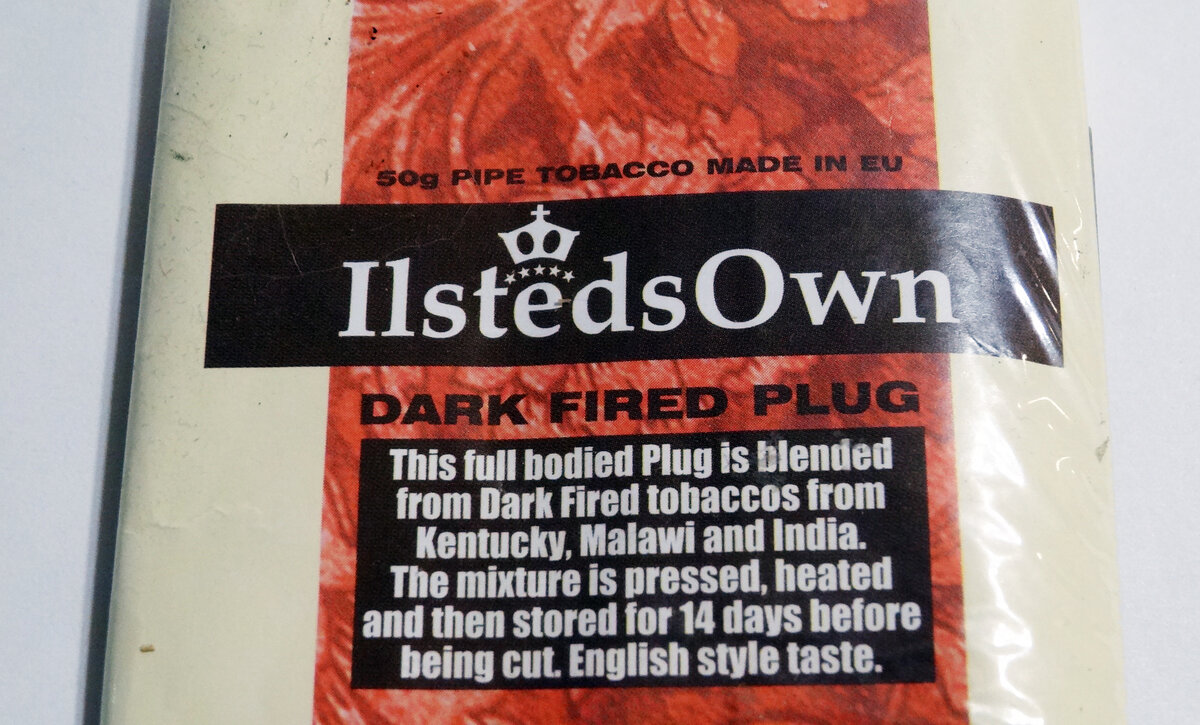 50g PIPE TOBACCO MADE IN EU
IlstedsOwn
DARK FIRED PLUG
This full bodied Plug is blended
from Dark Fired tobaccos from
Kentucky, Malawi and India.
The mixture is pressed, heated
and then stored for 14 days before
being cut. English style taste.